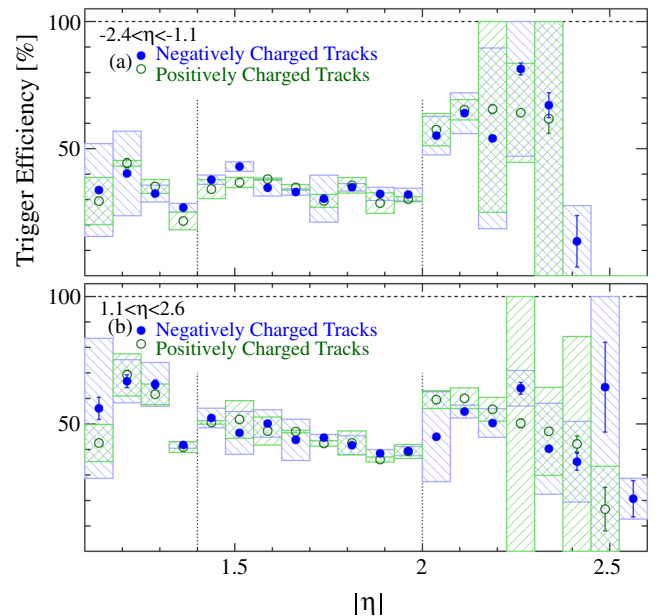 Trigger Efficiency [%]
100
-2.4<η<-1.1
(a)
Negatively Charged Tracks
Positively Charged Tracks
50
100
1.1<η<2.6
(b)
Negatively Charged Tracks
Positively Charged Tracks
50
1.5
2
2.5
|η|